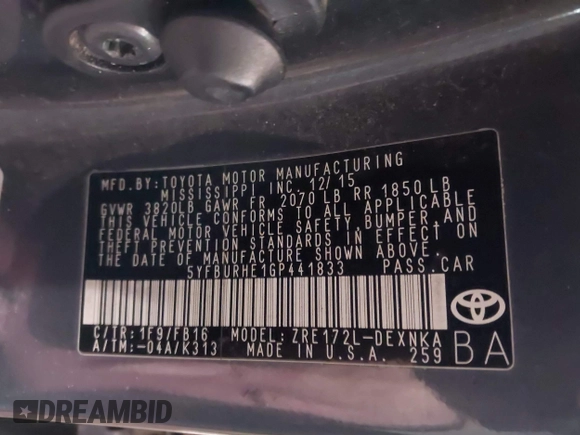 MFD.BY:TOYOTA MOTOR MANUFACTURING
MISSISSIPPI INC. 12/15
GVWR 3820LB GAWR FR 2070 LB RR 1850 LB
THIS VEHICLE CONFORMS TO ALL APPLICABLE
FEDERAL MOTOR VEHICLE SAFETY,BUMPER,AND
THEFT PREVENTION STANDARDS IN EFFECT ON
THE DATE OF MANUFACTURE SHOWN ABOVE.
5YFBURHE1GP441833 PASS.CAR
C/TR:1F9/FB16 MODEL:ZRE172L-DEXNKA
A/TM:-04A/K313 MADE IN U.S.A. 259
BA
DREAMBID